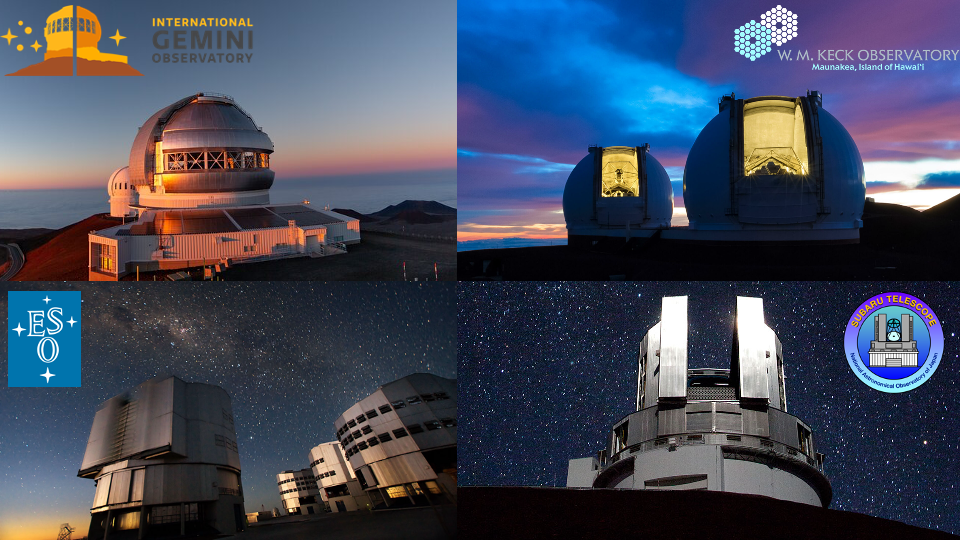 INTERNATIONAL
GEMINI
OBSERVATORY
W. M. KECK OBSERVATORY
Maunakea, Island of Hawai'i
ESO
SUBARU TELESCOPE
National Astronomical Observatory of Japan